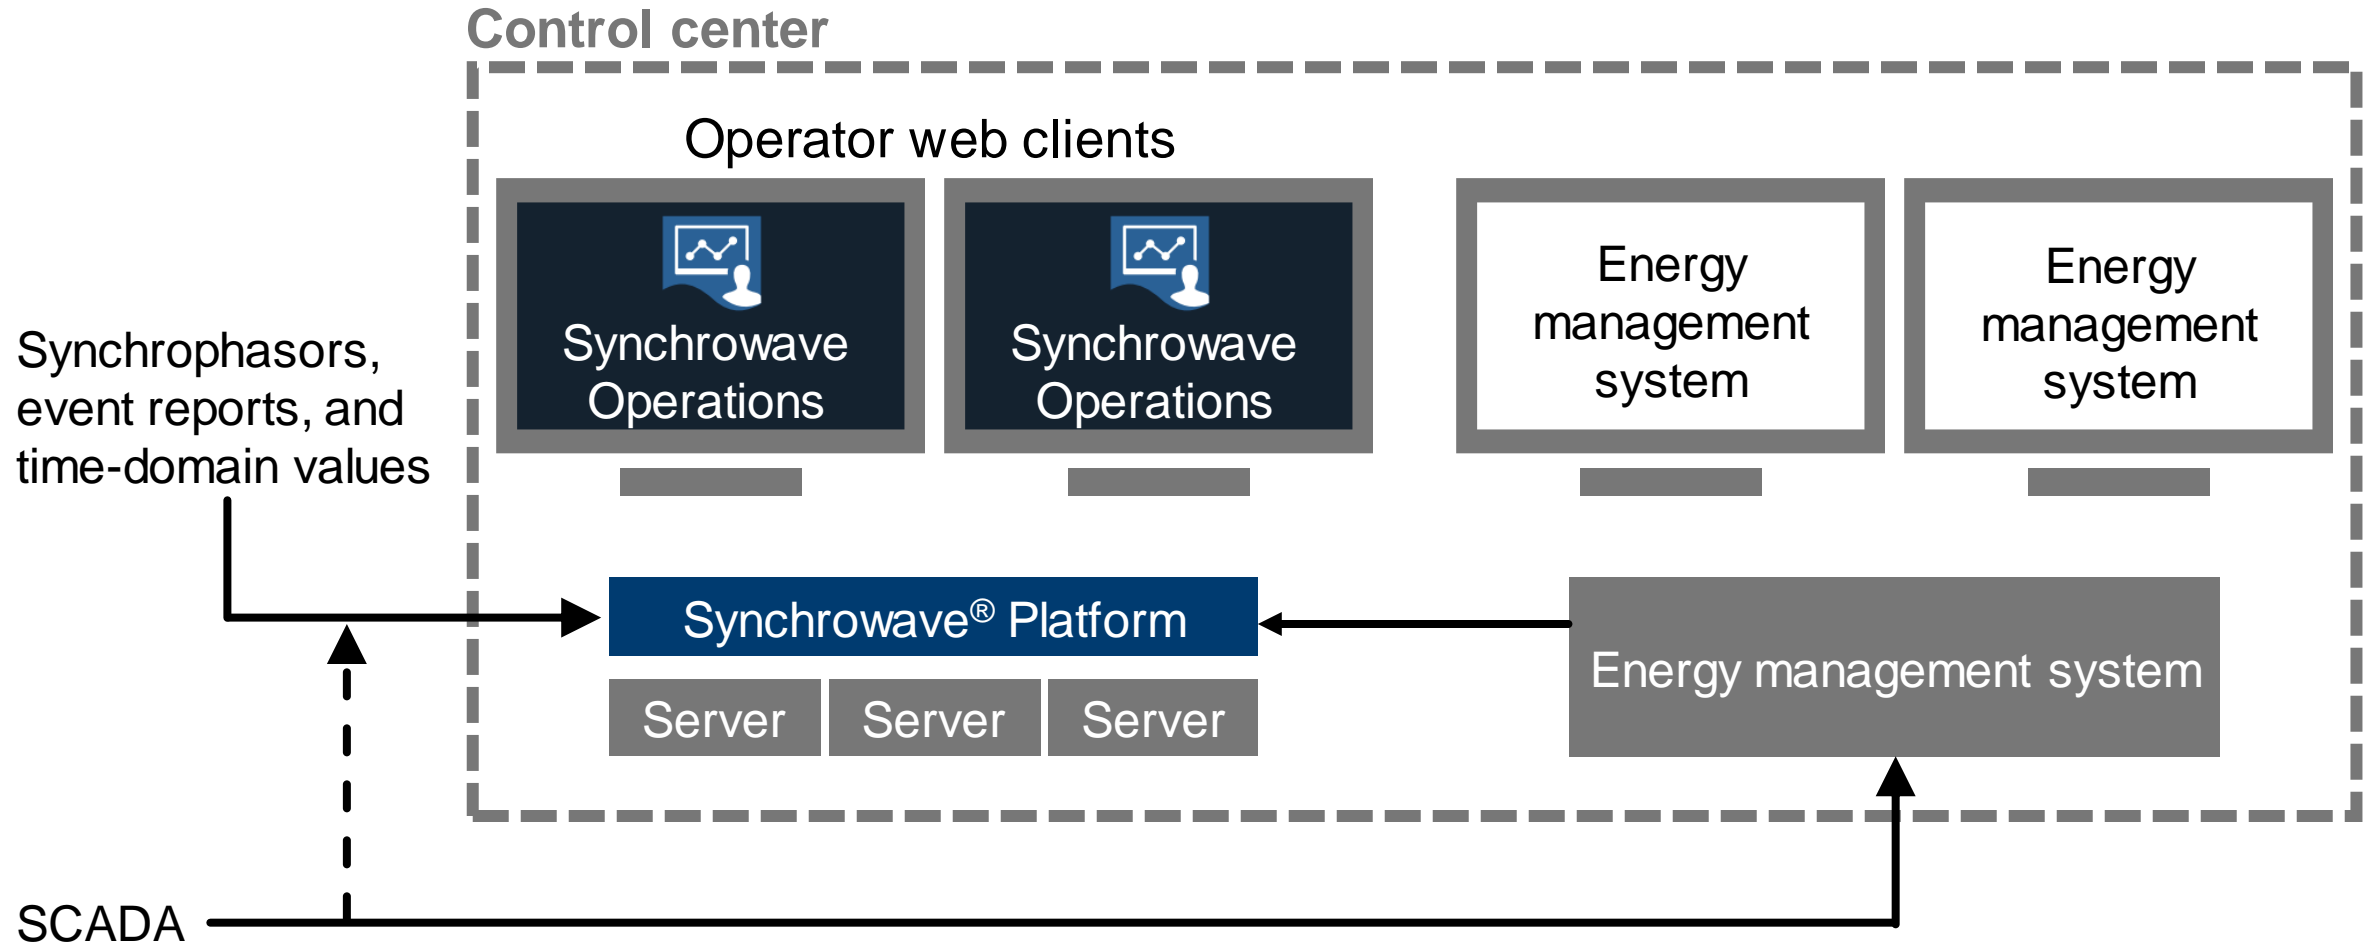 Control center
Operator web clients
Synchrowave
Operations
Synchrowave
Operations
Energy
management
system
Energy
management
system
Synchrophasors,
event reports, and
time-domain values
Synchrowave® Platform
Server
Server
Server
Energy management system
SCADA